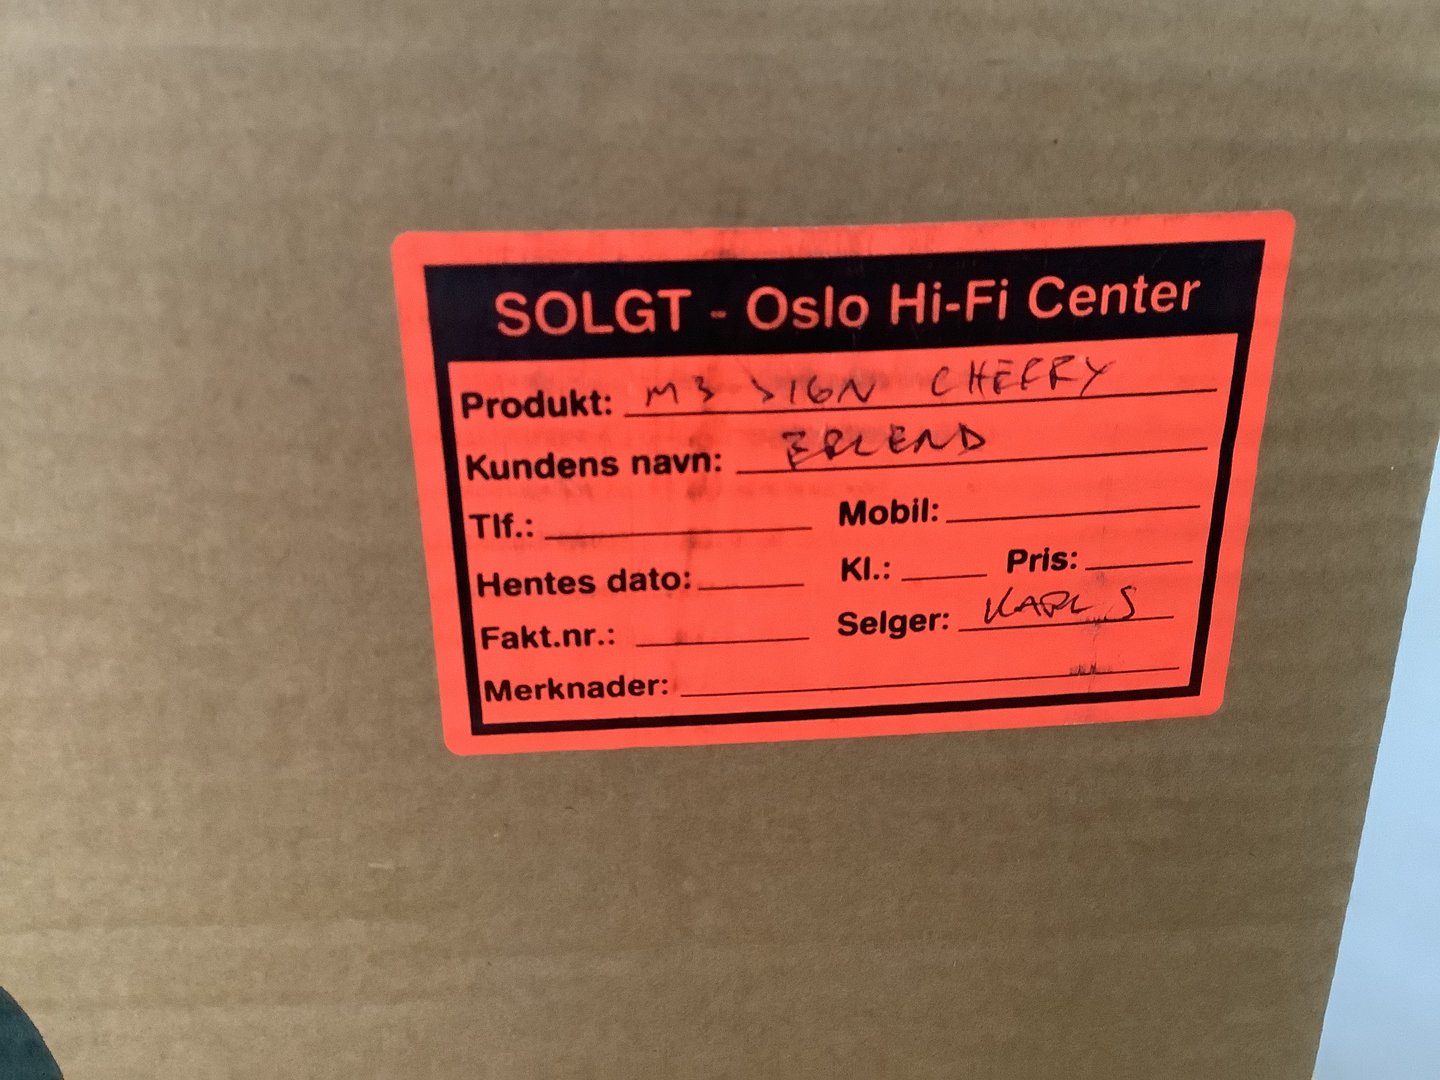 SOLGT - Oslo Hi-Fi Center
Produkt: M3 SIGN CHERRY
Kundens navn: ERLEND
Tlf.: Mobil:
Hentes dato: Kl.: Pris:
Fakt.nr.: Selger: KARL S
Merknader: